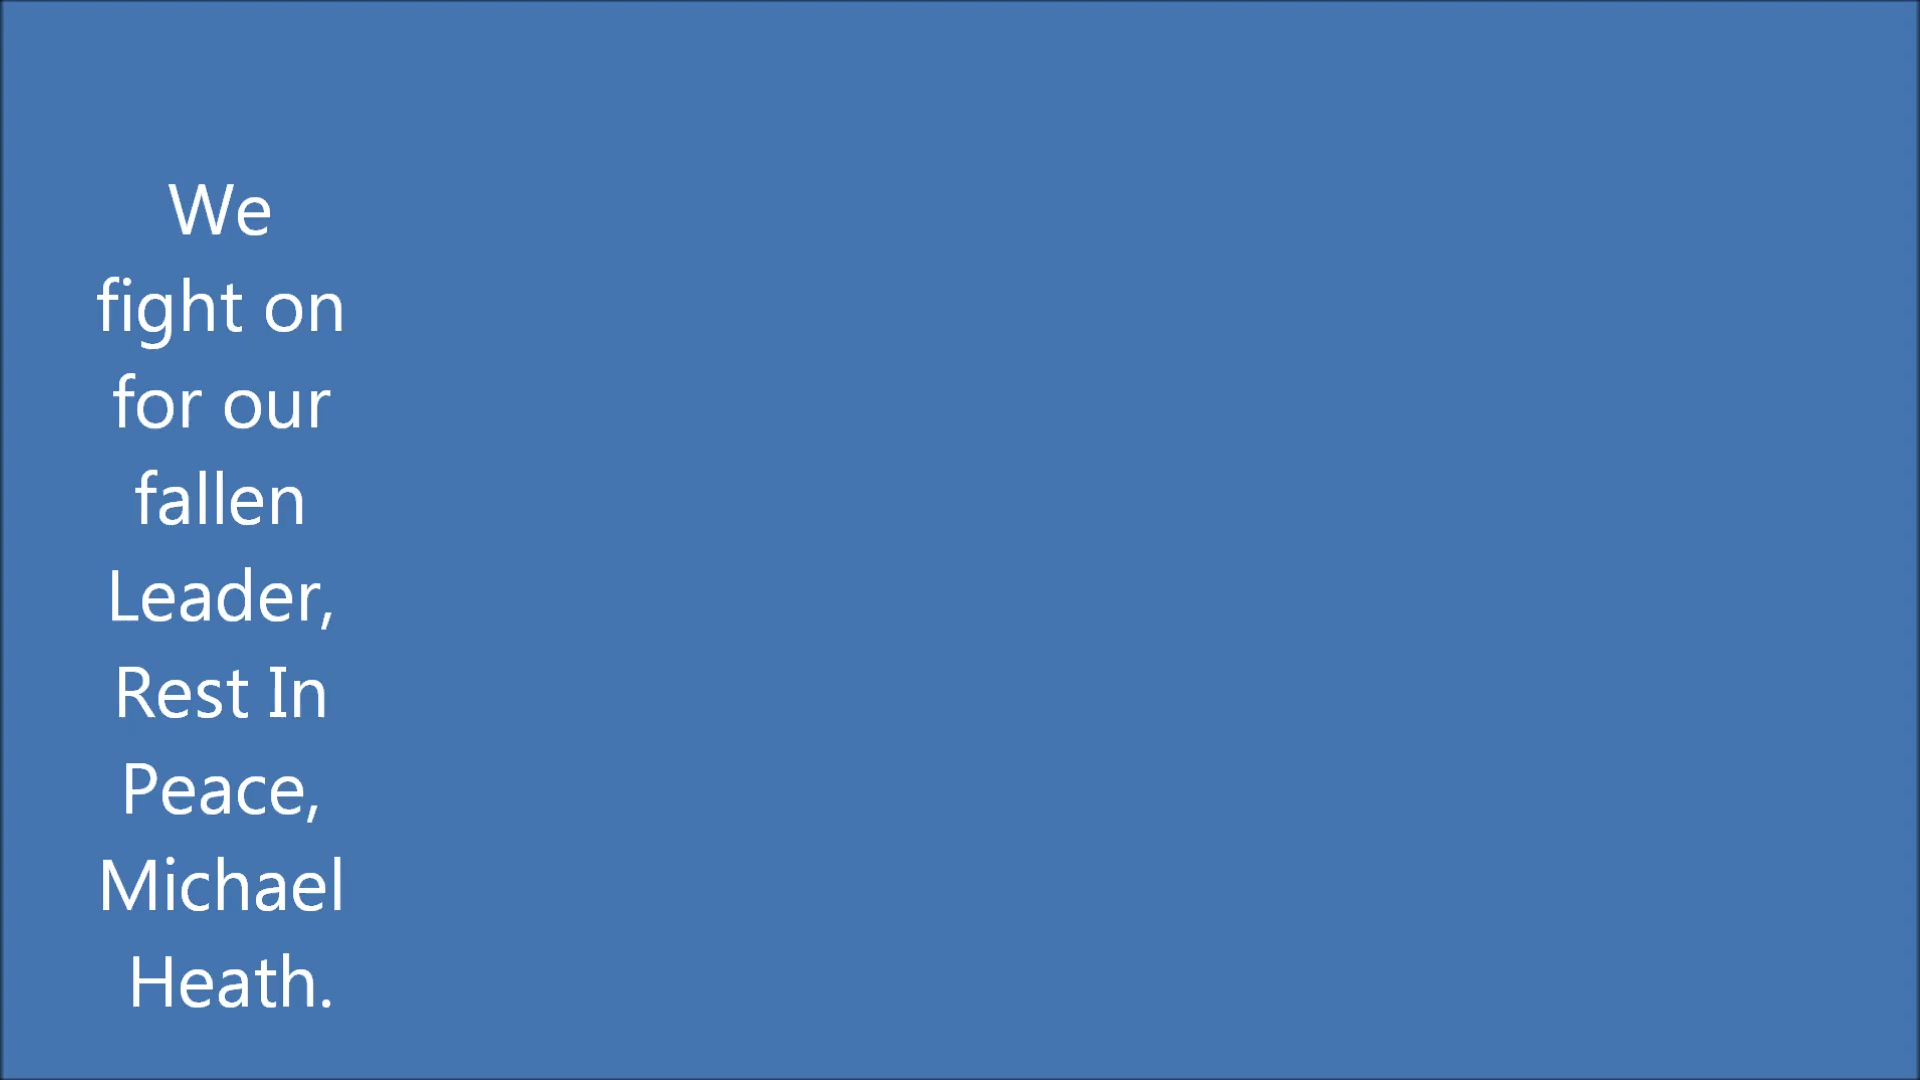 We
fight on
for our
fallen
Leader,
Rest In
Peace,
Michael
Heath.